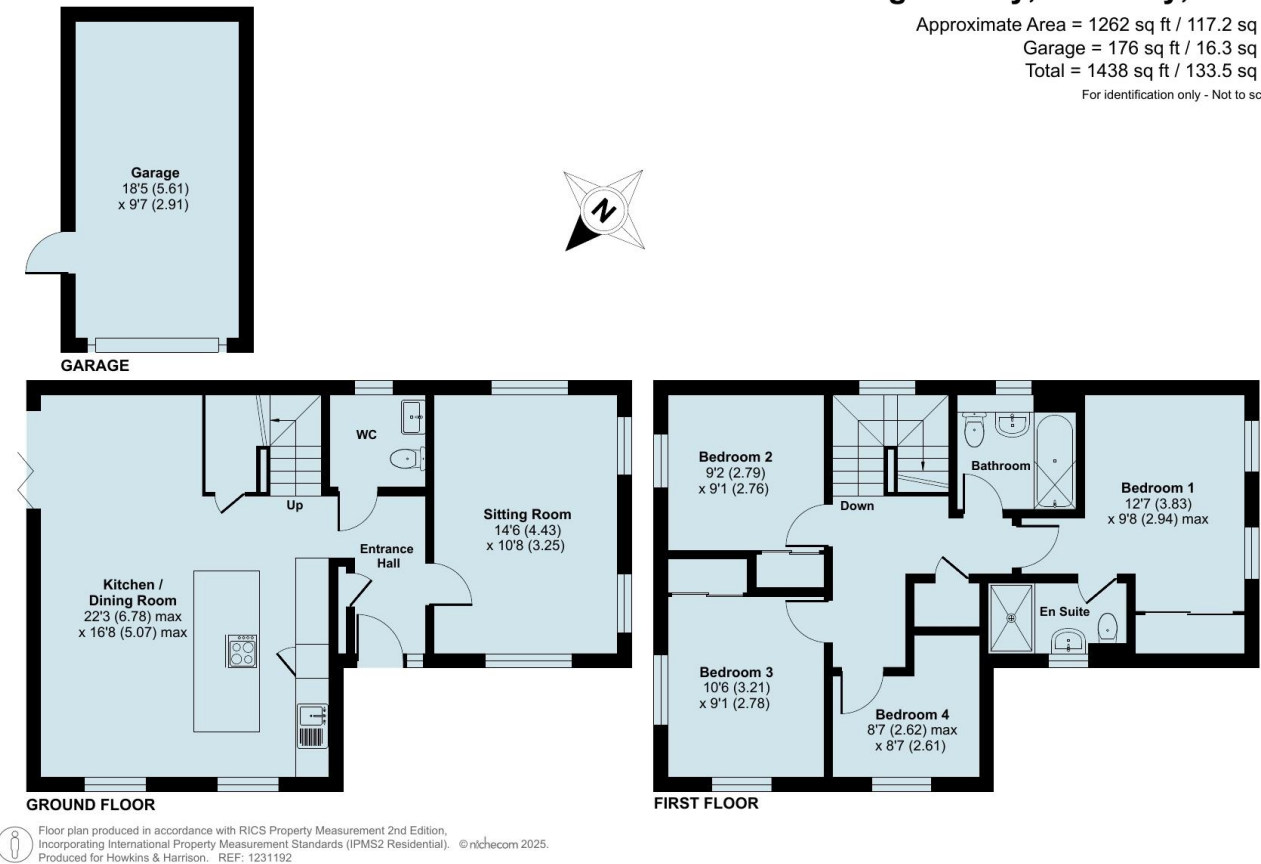 Approximate Area = 1262 sq ft / 117.2 sq
Garage = 176 sq ft / 16.3 sq
Total = 1438 sq ft / 133.5 sq
For identification only - Not to sc
Garage
18'5 (5.61)
x 9'7 (2.91)
N
GARAGE
WC
Up
Sitting Room
14'6 (4.43)
x 10'8 (3.25)
Entrance
Hall
Kitchen /
Dining Room
22'3 (6.78) max
x 16'8 (5.07) max
GROUND FLOOR
Bedroom 2
9'2 (2.79)
x 9'1 (2.76)
Down
Bathroom
Bedroom 1
12'7 (3.83)
x 9'8 (2.94) max
En Suite
Bedroom 3
10'6 (3.21)
x 9'1 (2.78)
Bedroom 4
8'7 (2.62) max
x 8'7 (2.61)
FIRST FLOOR
Floor plan produced in accordance with RICS Property Measurement 2nd Edition,
Incorporating International Property Measurement Standards (IPMS2 Residential). © nichecom 2025.
Produced for Howkins & Harrison. REF: 1231192